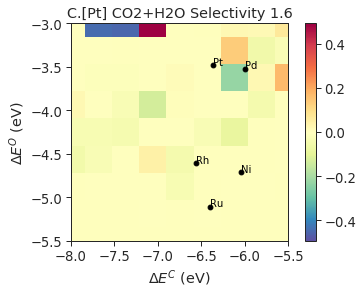 C.[Pt] CO2+H2O Selectivity 1.6
−3.0
−3.5
−4.0
−4.5
−5.0
−5.5
ΔE^O (eV)
Pt
Pd
Rh
Ni
Ru
−8.0 −7.5 −7.0 −6.5 −6.0 −5.5
ΔE^C (eV)
0.4
0.2
0.0
−0.2
−0.4